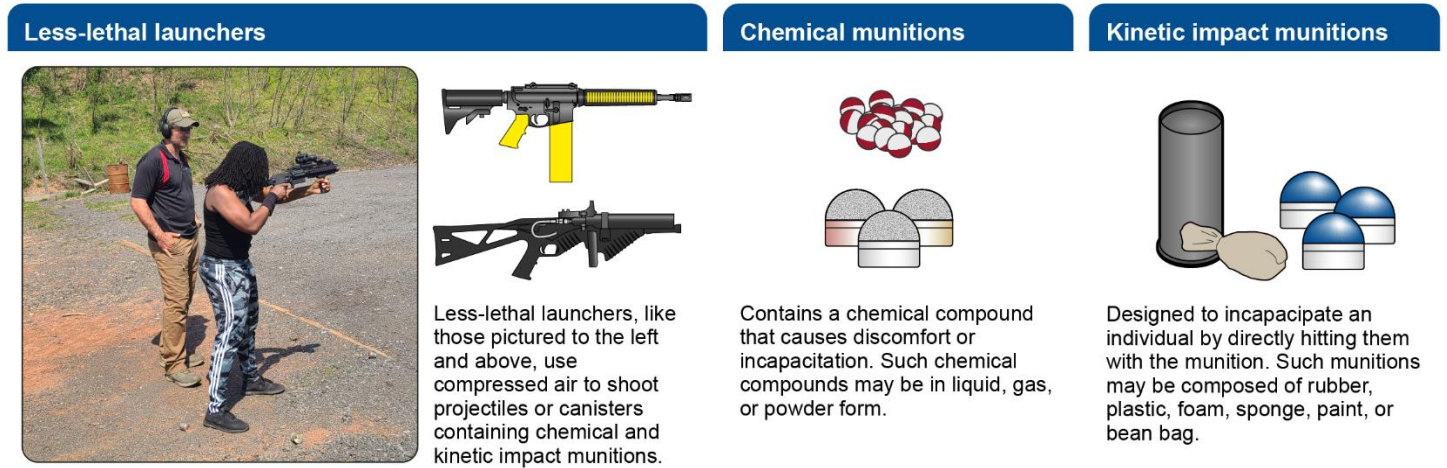 Less-lethal launchers
Less-lethal launchers, like
those pictured to the left
and above, use
compressed air to shoot
projectiles or canisters
containing chemical and
kinetic impact munitions.
Chemical munitions
Contains a chemical compound
that causes discomfort or
incapacitation. Such chemical
compounds may be in liquid, gas,
or powder form.
Kinetic impact munitions
Designed to incapacipate an
individual by directly hitting them
with the munition. Such munitions
may be composed of rubber,
plastic, foam, sponge, paint, or
bean bag.